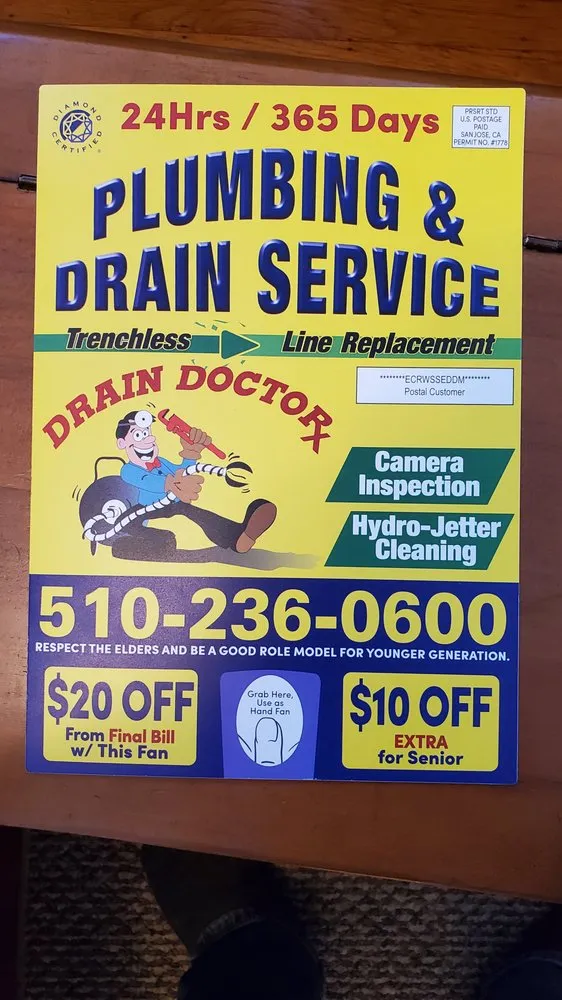 DIAMOND CERTIFIED
24Hrs / 365 Days
PRSRT STD
U.S. POSTAGE
PAID
SAN JOSE, CA
PERMIT NO. #1778
PLUMBING &
DRAIN SERVICE
Trenchless Line Replacement
********ECRWSSEDDM********
Postal Customer
DRAIN DOCTORx
Camera
Inspection
Hydro-Jetter
Cleaning
510-236-0600
RESPECT THE ELDERS AND BE A GOOD ROLE MODEL FOR YOUNGER GENERATION.
$20 OFF
From Final Bill
w/ This Fan
Grab Here,
Use as
Hand Fan
$10 OFF
EXTRA
for Senior